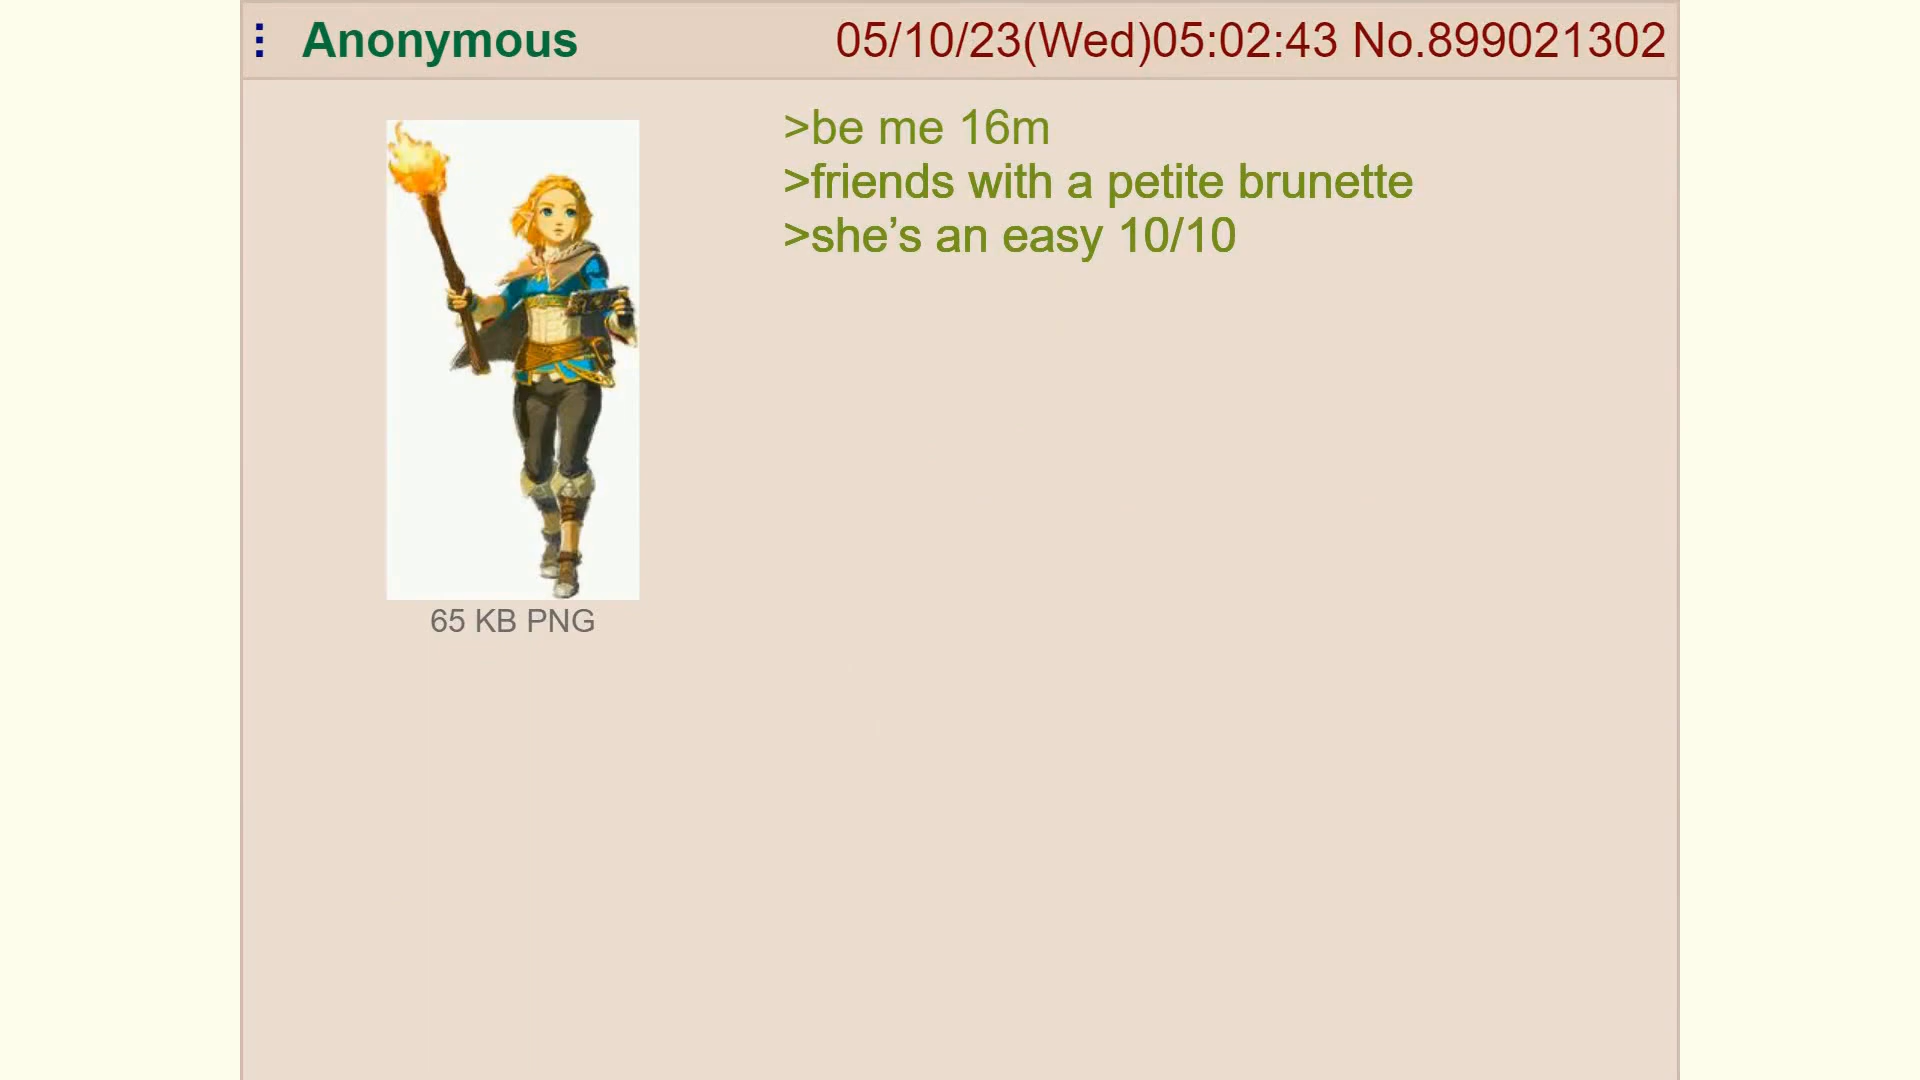 Anonymous 05/10/23(Wed)05:02:43 No.899021302
>be me 16m
>friends with a petite brunette
>she’s an easy 10/10
65 KB PNG